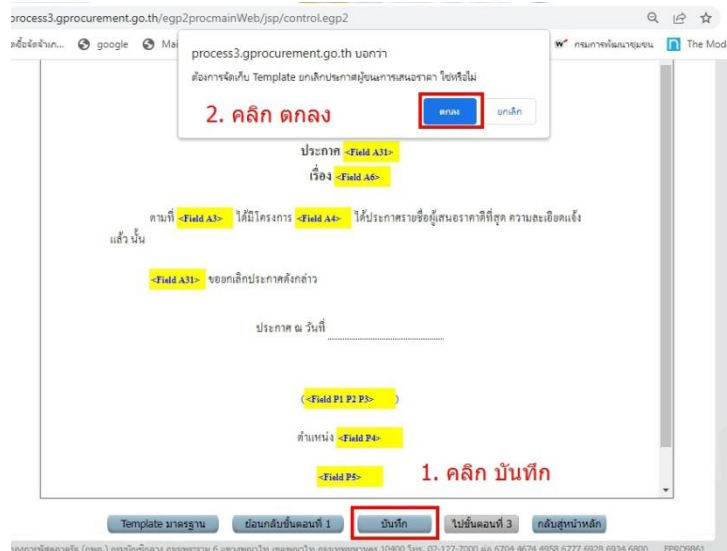 process3.gprocurement.go.th/egp2procmainWeb/jsp/control.egp2
google
กรมการพัฒนาชุมชน
The Mod
process3.gprocurement.go.th บอกว่า
ต้องการจัดเก็บ Template ยกเลิกประกาศผู้ชนะการเสนอราคา ใช่หรือไม่
2. คลิก ตกลง
ตกลง
ยกเลิก
ประกาศ <Field A31>
เรื่อง <Field A6>
ตามที่ <Field A3> ได้มีโครงการ <Field A4> ได้ประกาศรายชื่อผู้เสนอราคาดีที่สุด ความละเอียดแจ้ง
แล้ว นั้น
<Field A31> ขอยกเลิกประกาศดังกล่าว
ประกาศ ณ วันที่
(<Field P1 P2 P3> )
ตำแหน่ง <Field P4>
<Field P5>
1. คลิก บันทึก
Template มาตรฐาน
ย้อนกลับขั้นตอนที่ 1
บันทึก
ไปขั้นตอนที่ 3
กลับสู่หน้าหลัก